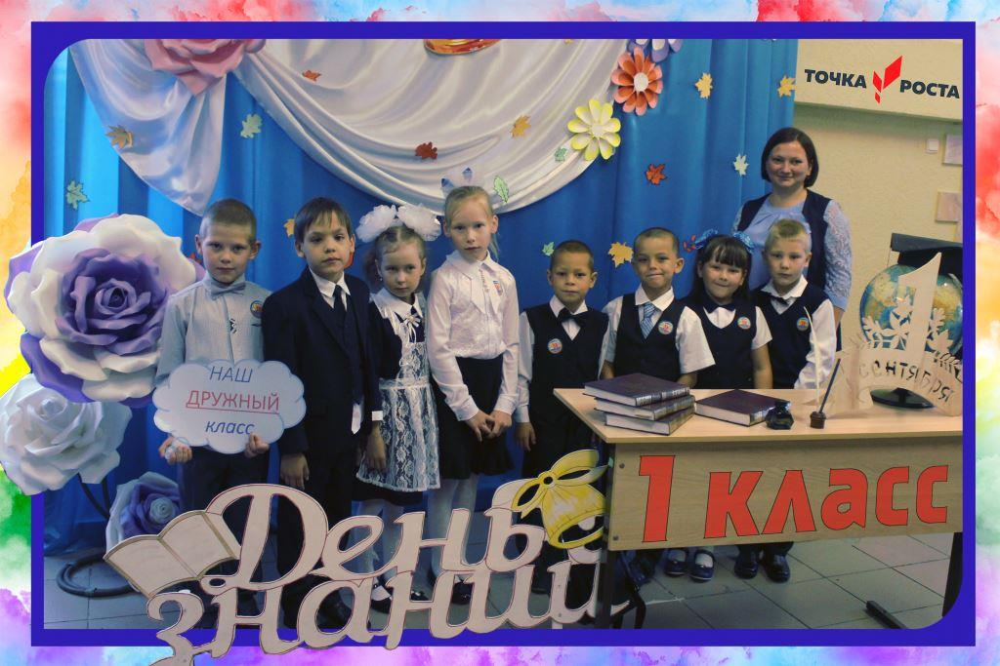 ТОЧКА РОСТА
НАШ
ДРУЖНЫЙ
класс
1
сентября
1 класс
День
знаний